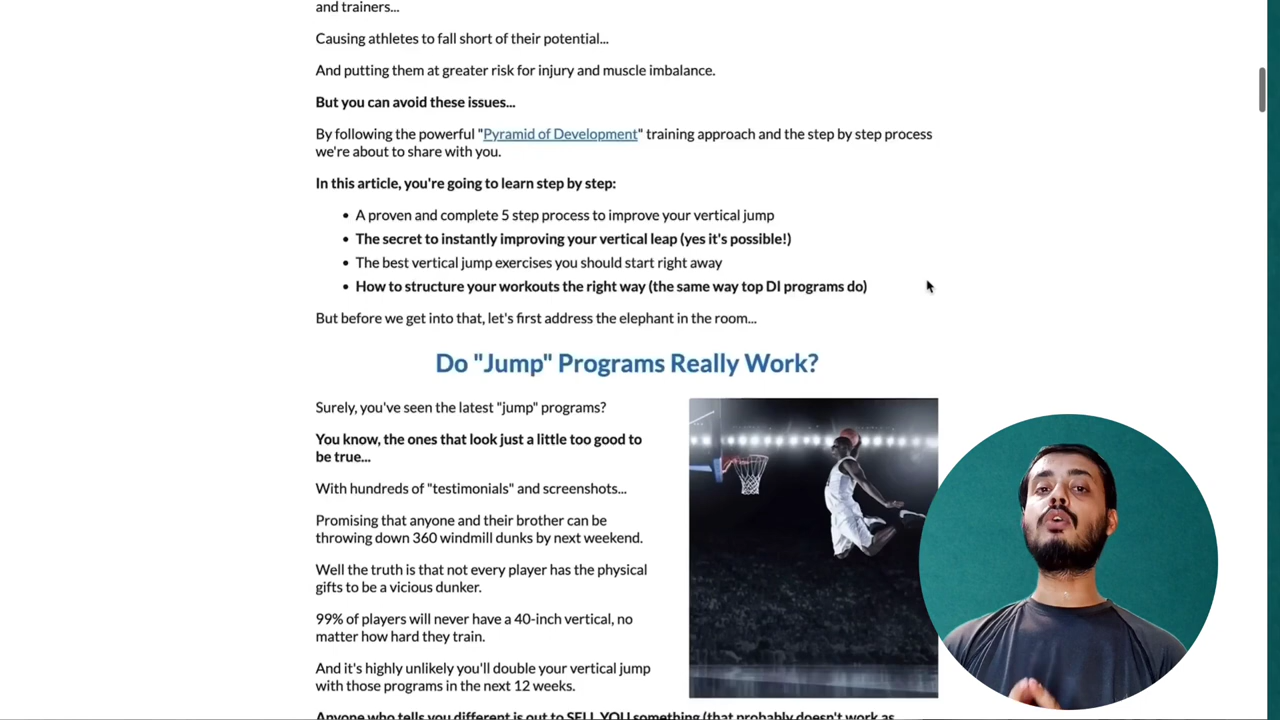 and trainers...
Causing athletes to fall short of their potential...
And putting them at greater risk for injury and muscle imbalance.
But you can avoid these issues...
By following the powerful "Pyramid of Development" training approach and the step by step process
we're about to share with you.
In this article, you're going to learn step by step:
• A proven and complete 5 step process to improve your vertical jump
• The secret to instantly improving your vertical leap (yes it's possible!)
• The best vertical jump exercises you should start right away
• How to structure your workouts the right way (the same way top DI programs do)
But before we get into that, let's first address the elephant in the room...
Do "Jump" Programs Really Work?
Surely, you've seen the latest "jump" programs?
You know, the ones that look just a little too good to
be true...
With hundreds of "testimonials" and screenshots...
Promising that anyone and their brother can be
throwing down 360 windmill dunks by next weekend.
Well the truth is that not every player has the physical
gifts to be a vicious dunker.
99% of players will never have a 40-inch vertical, no
matter how hard they train.
And it's highly unlikely you'll double your vertical jump
with those programs in the next 12 weeks.
Anyone who tells you different is out to SELL YOU something (that probably doesn't work as